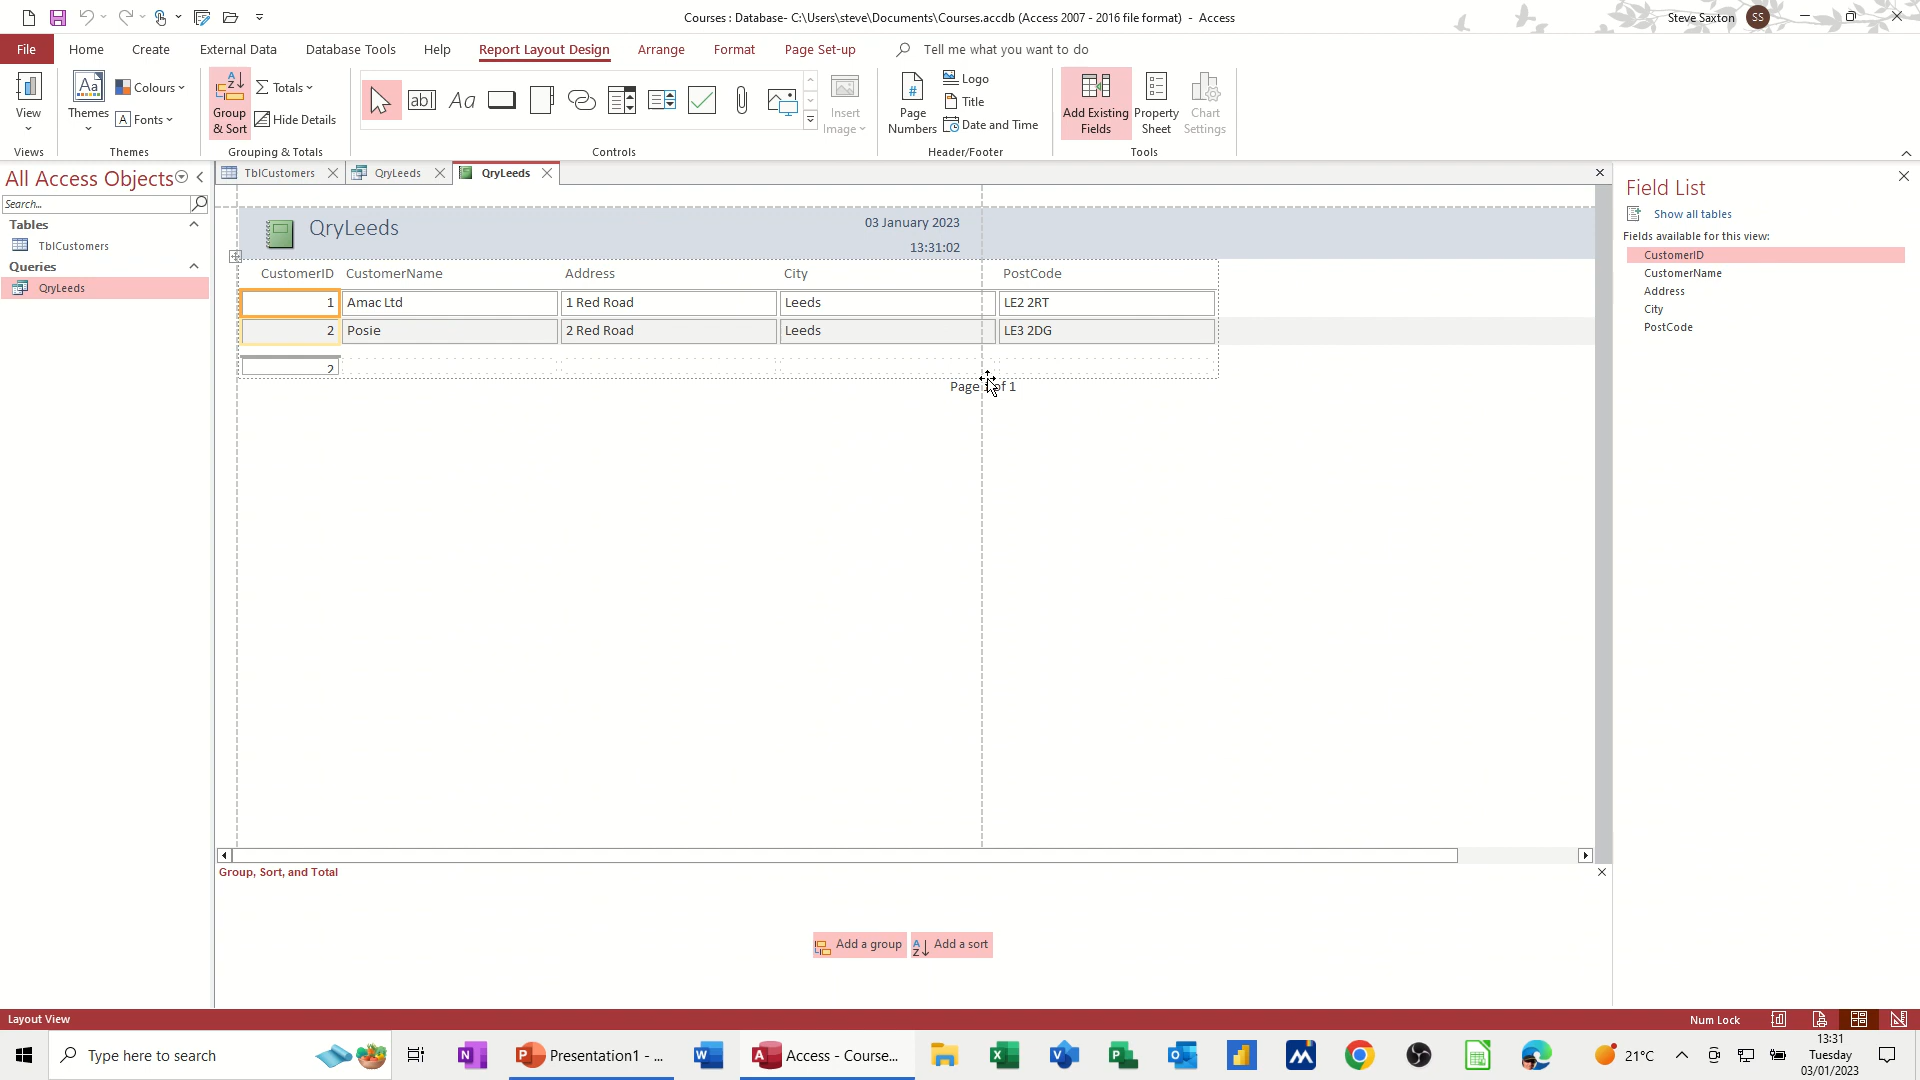 Courses : Database- C:\Users\steve\Documents\Courses.accdb (Access 2007 - 2016 file format) - Access
Steve Saxton
SS
File
Home
Create
External Data
Database Tools
Help
Report Layout Design
Arrange
Format
Page Set-up
Tell me what you want to do
View
Views
Aa
Themes
Colours
A Fonts
Themes
Group
& Sort
Totals
Hide Details
Grouping & Totals
ab
Aa
Controls
Insert
Image
Page
Numbers
Logo
Title
Date and Time
Header/Footer
Add Existing
Fields
Property
Sheet
Chart
Settings
Tools
All Access Objects
Search...
Tables
TblCustomers
Queries
QryLeeds
TblCustomers
QryLeeds
QryLeeds
QryLeeds
03 January 2023
13:31:02
CustomerID CustomerName Address City PostCode
1 Amac Ltd 1 Red Road Leeds LE2 2RT
2 Posie 2 Red Road Leeds LE3 2DG
2
Page 1 of 1
Field List
Show all tables
Fields available for this view:
CustomerID
CustomerName
Address
City
PostCode
Group, Sort, and Total
Add a group
Add a sort
Layout View
Num Lock
Type here to search
Presentation1 - ...
Access - Course...
21°C
13:31
Tuesday
03/01/2023